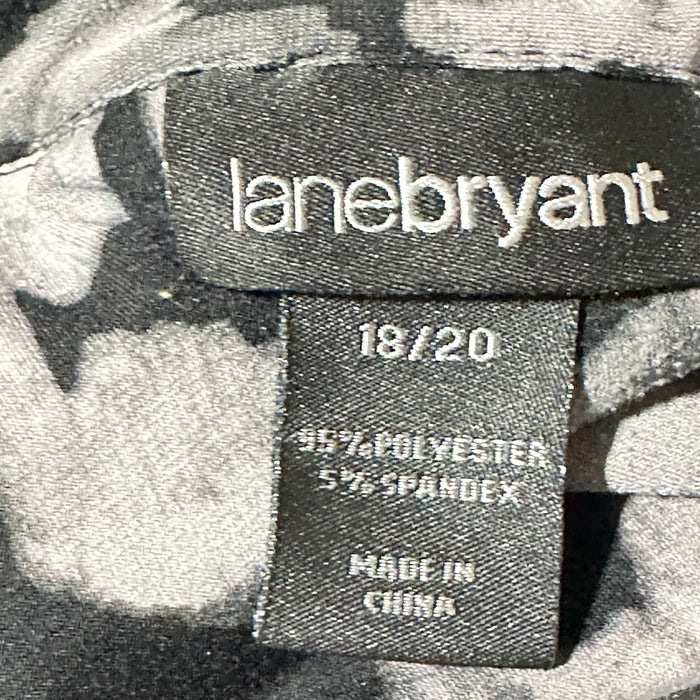 lanebryant
18/20
95% POLYESTER
5% SPANDEX
MADE IN
CHINA